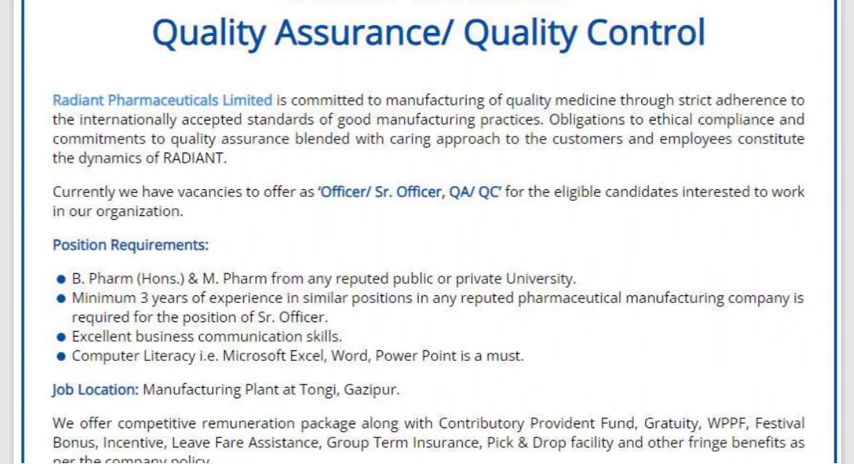 Quality Assurance/ Quality Control
Radiant Pharmaceuticals Limited is committed to manufacturing of quality medicine through strict adherence to
the internationally accepted standards of good manufacturing practices. Obligations to ethical compliance and
commitments to quality assurance blended with caring approach to the customers and employees constitute
the dynamics of RADIANT.
Currently we have vacancies to offer as ‘Officer/ Sr. Officer, QA/ QC’ for the eligible candidates interested to work
in our organization.
Position Requirements:
● B. Pharm (Hons.) & M. Pharm from any reputed public or private University.
● Minimum 3 years of experience in similar positions in any reputed pharmaceutical manufacturing company is
required for the position of Sr. Officer.
● Excellent business communication skills.
● Computer Literacy i.e. Microsoft Excel, Word, Power Point is a must.
Job Location: Manufacturing Plant at Tongi, Gazipur.
We offer competitive remuneration package along with Contributory Provident Fund, Gratuity, WPPF, Festival
Bonus, Incentive, Leave Fare Assistance, Group Term Insurance, Pick & Drop facility and other fringe benefits as
per the company policy